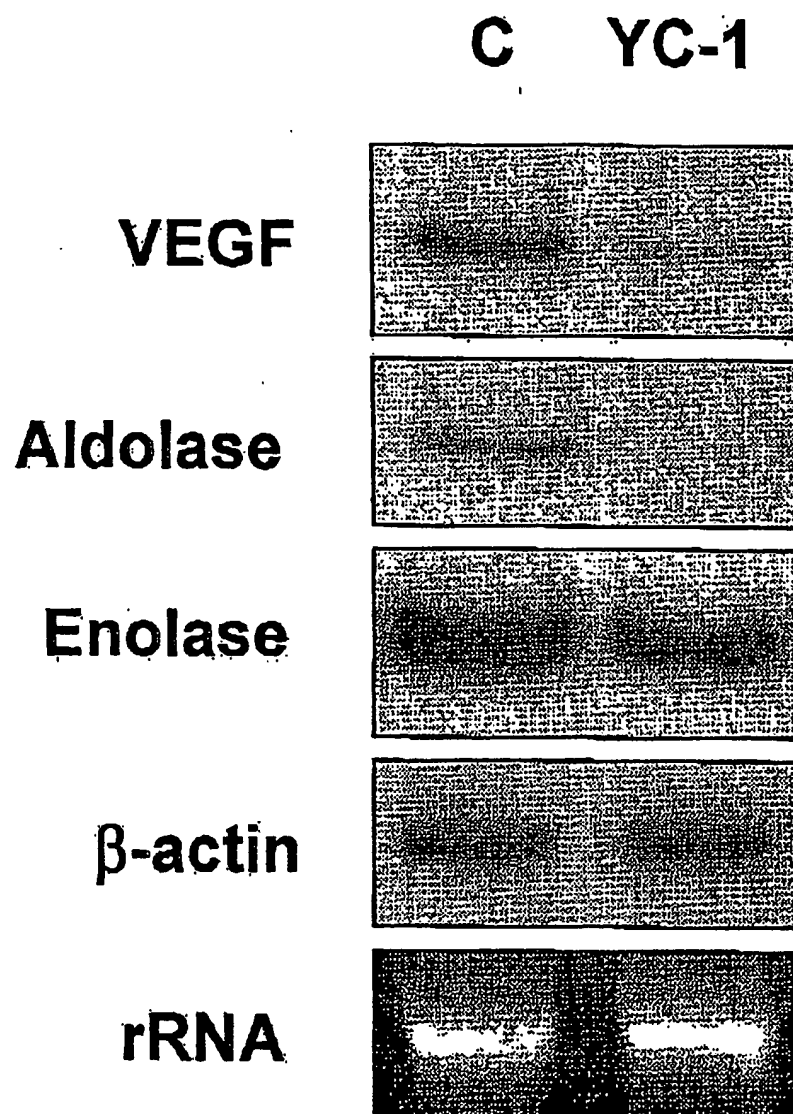 C YC-1
VEGF
Aldolase
Enolase
β-actin
rRNA